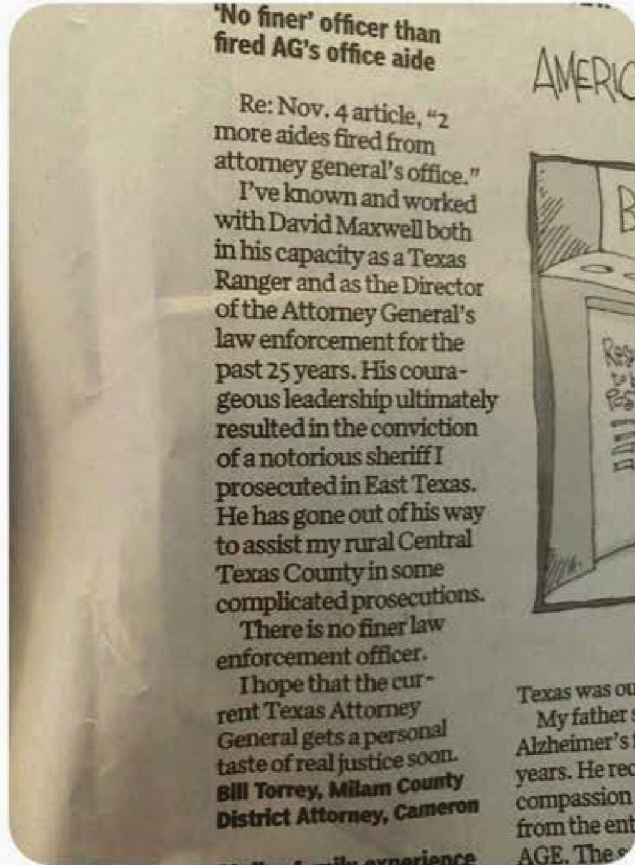 'No finer' officer than
fired AG's office aide
Re: Nov. 4 article, "2
more aides fired from
attorney general's office."
I've known and worked
with David Maxwell both
in his capacity as a Texas
Ranger and as the Director
of the Attorney General's
law enforcement for the
past 25 years. His coura-
geous leadership ultimately
resulted in the conviction
of a notorious sheriff I
prosecuted in East Texas.
He has gone out of his way
to assist my rural Central
Texas County in some
complicated prosecutions.
There is no finer law
enforcement officer.
I hope that the cur-
rent Texas Attorney
General gets a personal
taste of real justice soon.
Bill Torrey, Milam County
District Attorney, Cameron
family experience
AMERIC
B
Texas was ou
My father s
Alzheimer's
years. He rec
compassion
from the ent
AGE. The